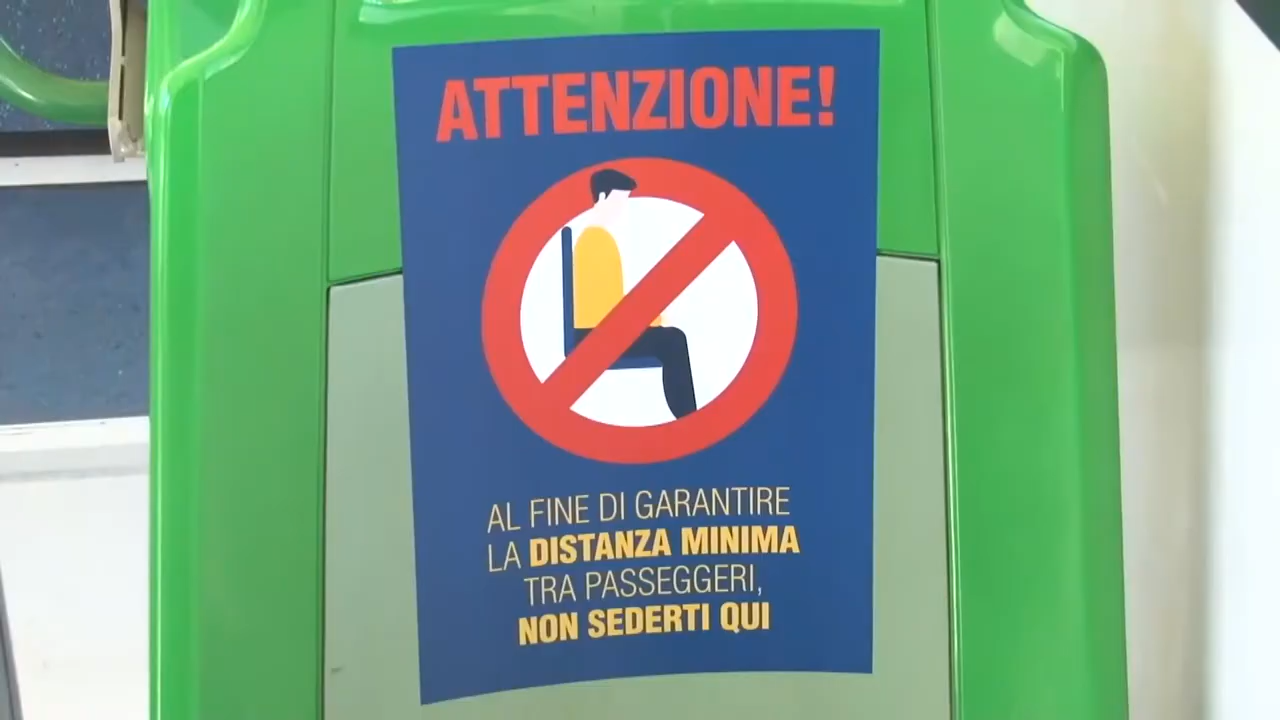 ATTENZIONE!
AL FINE DI GARANTIRE
LA DISTANZA MINIMA
TRA PASSEGGERI,
NON SEDERTI QUI